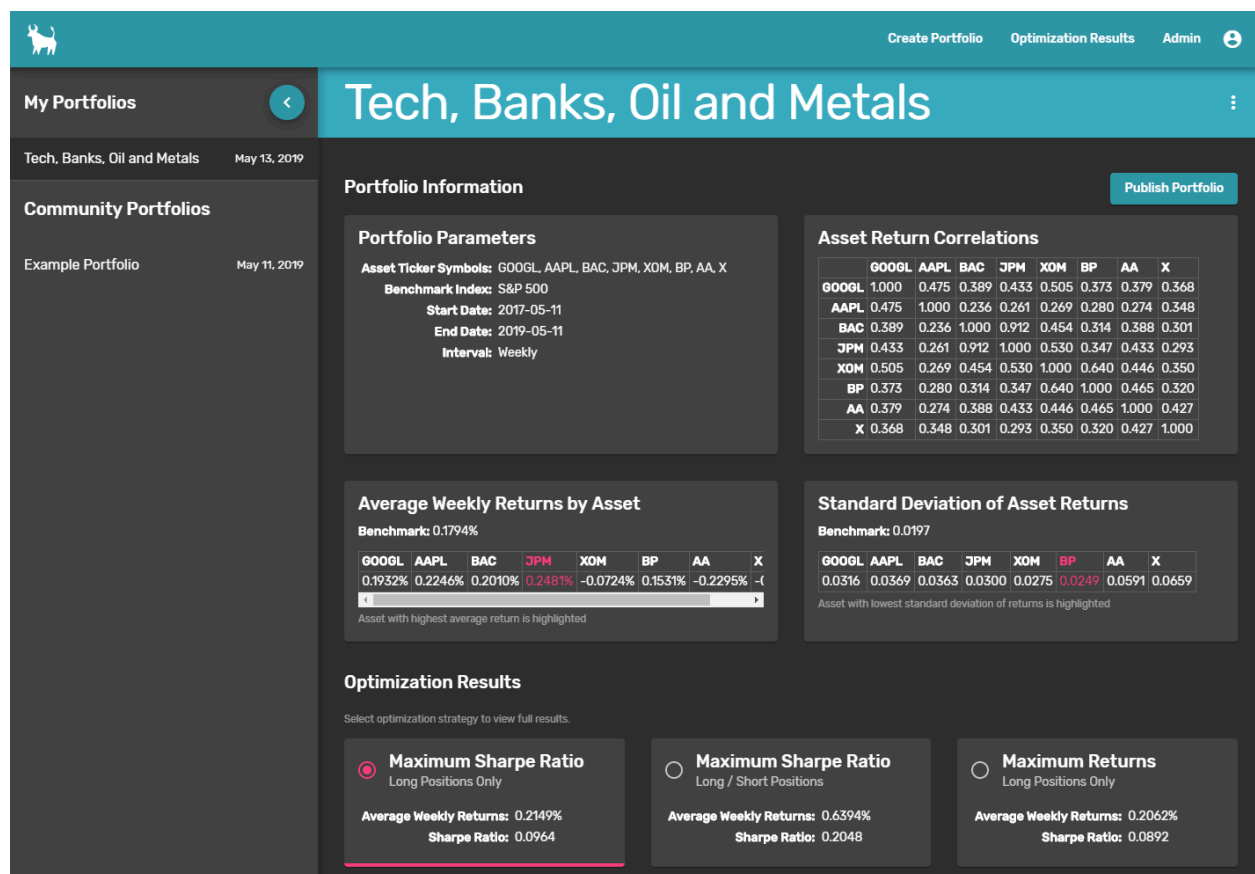 Create Portfolio Optimization Results Admin
My Portfolios
Tech, Banks, Oil and Metals May 13, 2019
Community Portfolios
Example Portfolio May 11, 2019
Tech, Banks, Oil and Metals
Portfolio Information
Publish Portfolio
Portfolio Parameters
Asset Ticker Symbols: GOOGL, AAPL, BAC, JPM, XOM, BP, AA, X
Benchmark Index: S&P 500
Start Date: 2017-05-11
End Date: 2019-05-11
Interval: Weekly
Asset Return Correlations
GOOGL AAPL BAC JPM XOM BP AA X
GOOGL 1.000 0.475 0.389 0.433 0.505 0.373 0.379 0.368
AAPL 0.475 1.000 0.236 0.261 0.269 0.280 0.274 0.348
BAC 0.389 0.236 1.000 0.912 0.454 0.314 0.388 0.301
JPM 0.433 0.261 0.912 1.000 0.530 0.347 0.433 0.293
XOM 0.505 0.269 0.454 0.530 1.000 0.640 0.446 0.350
BP 0.373 0.280 0.314 0.347 0.640 1.000 0.465 0.320
AA 0.379 0.274 0.388 0.433 0.446 0.465 1.000 0.427
X 0.368 0.348 0.301 0.293 0.350 0.320 0.427 1.000
Average Weekly Returns by Asset
Benchmark: 0.1794%
GOOGL AAPL BAC JPM XOM BP AA X
0.1932% 0.2246% 0.2010% 0.2481% -0.0724% 0.1531% -0.2295%
Asset with highest average return is highlighted
Standard Deviation of Asset Returns
Benchmark: 0.0197
GOOGL AAPL BAC JPM XOM BP AA X
0.0316 0.0369 0.0363 0.0300 0.0275 0.0249 0.0591 0.0659
Asset with lowest standard deviation of returns is highlighted
Optimization Results
Select optimization strategy to view full results.
Maximum Sharpe Ratio
Long Positions Only
Average Weekly Returns: 0.2149%
Sharpe Ratio: 0.0964
Maximum Sharpe Ratio
Long / Short Positions
Average Weekly Returns: 0.6394%
Sharpe Ratio: 0.2048
Maximum Returns
Long Positions Only
Average Weekly Returns: 0.2062%
Sharpe Ratio: 0.0892